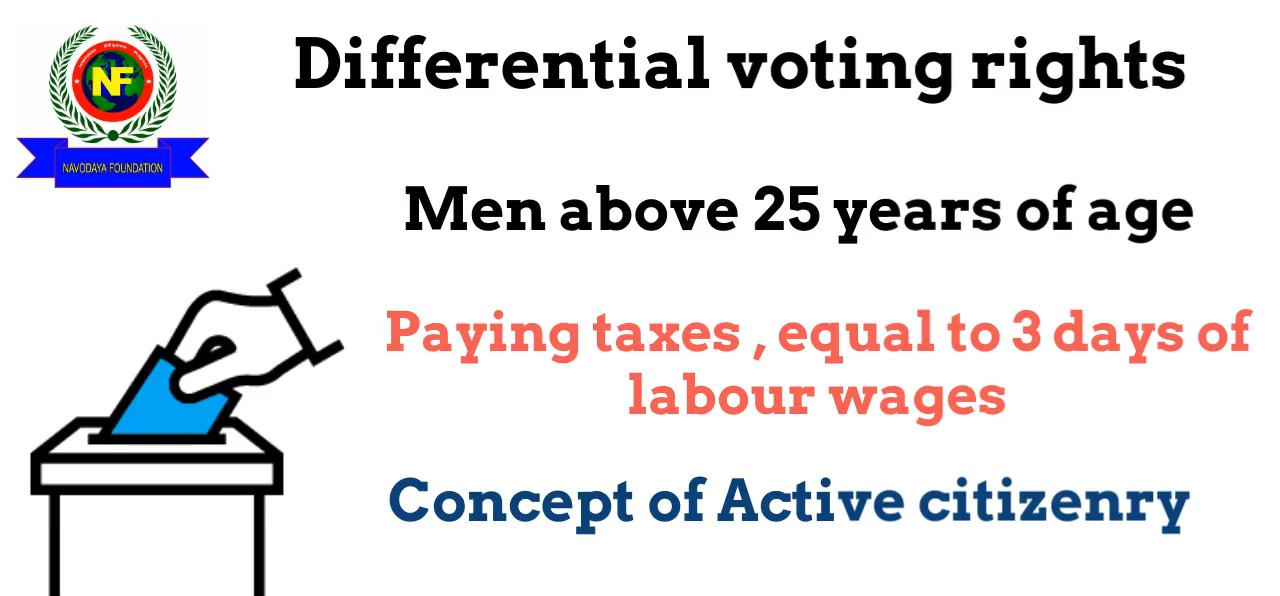 Differential voting rights
NF
NAVODAYA FOUNDATION
Men above 25 years of age
Paying taxes , equal to 3 days of
labour wages
Concept of Active citizenry